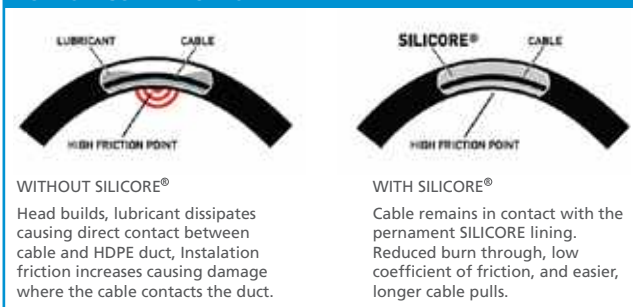 LUBRICANT
CABLE
HIGH FRICTION POINT
WITHOUT SILICORE®
Head builds, lubricant dissipates
causing direct contact between
cable and HDPE duct, Instalation
friction increases causing damage
where the cable contacts the duct.
SILICORE®
CABLE
HIGH FRICTION POINT
WITH SILICORE®
Cable remains in contact with the
pernament SILICORE lining.
Reduced burn through, low
coefficient of friction, and easier,
longer cable pulls.